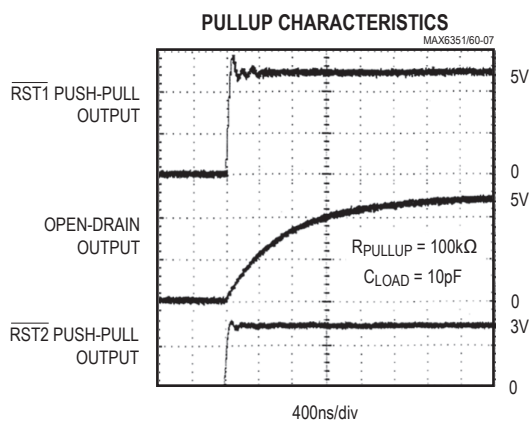 PULLUP CHARACTERISTICS
MAX6351/60-07
RST1 PUSH-PULL
OUTPUT
5V
0
OPEN-DRAIN
OUTPUT
5V
RPULLUP = 100kΩ
CLOAD = 10pF
0
RST2 PUSH-PULL
OUTPUT
3V
0
400ns/div